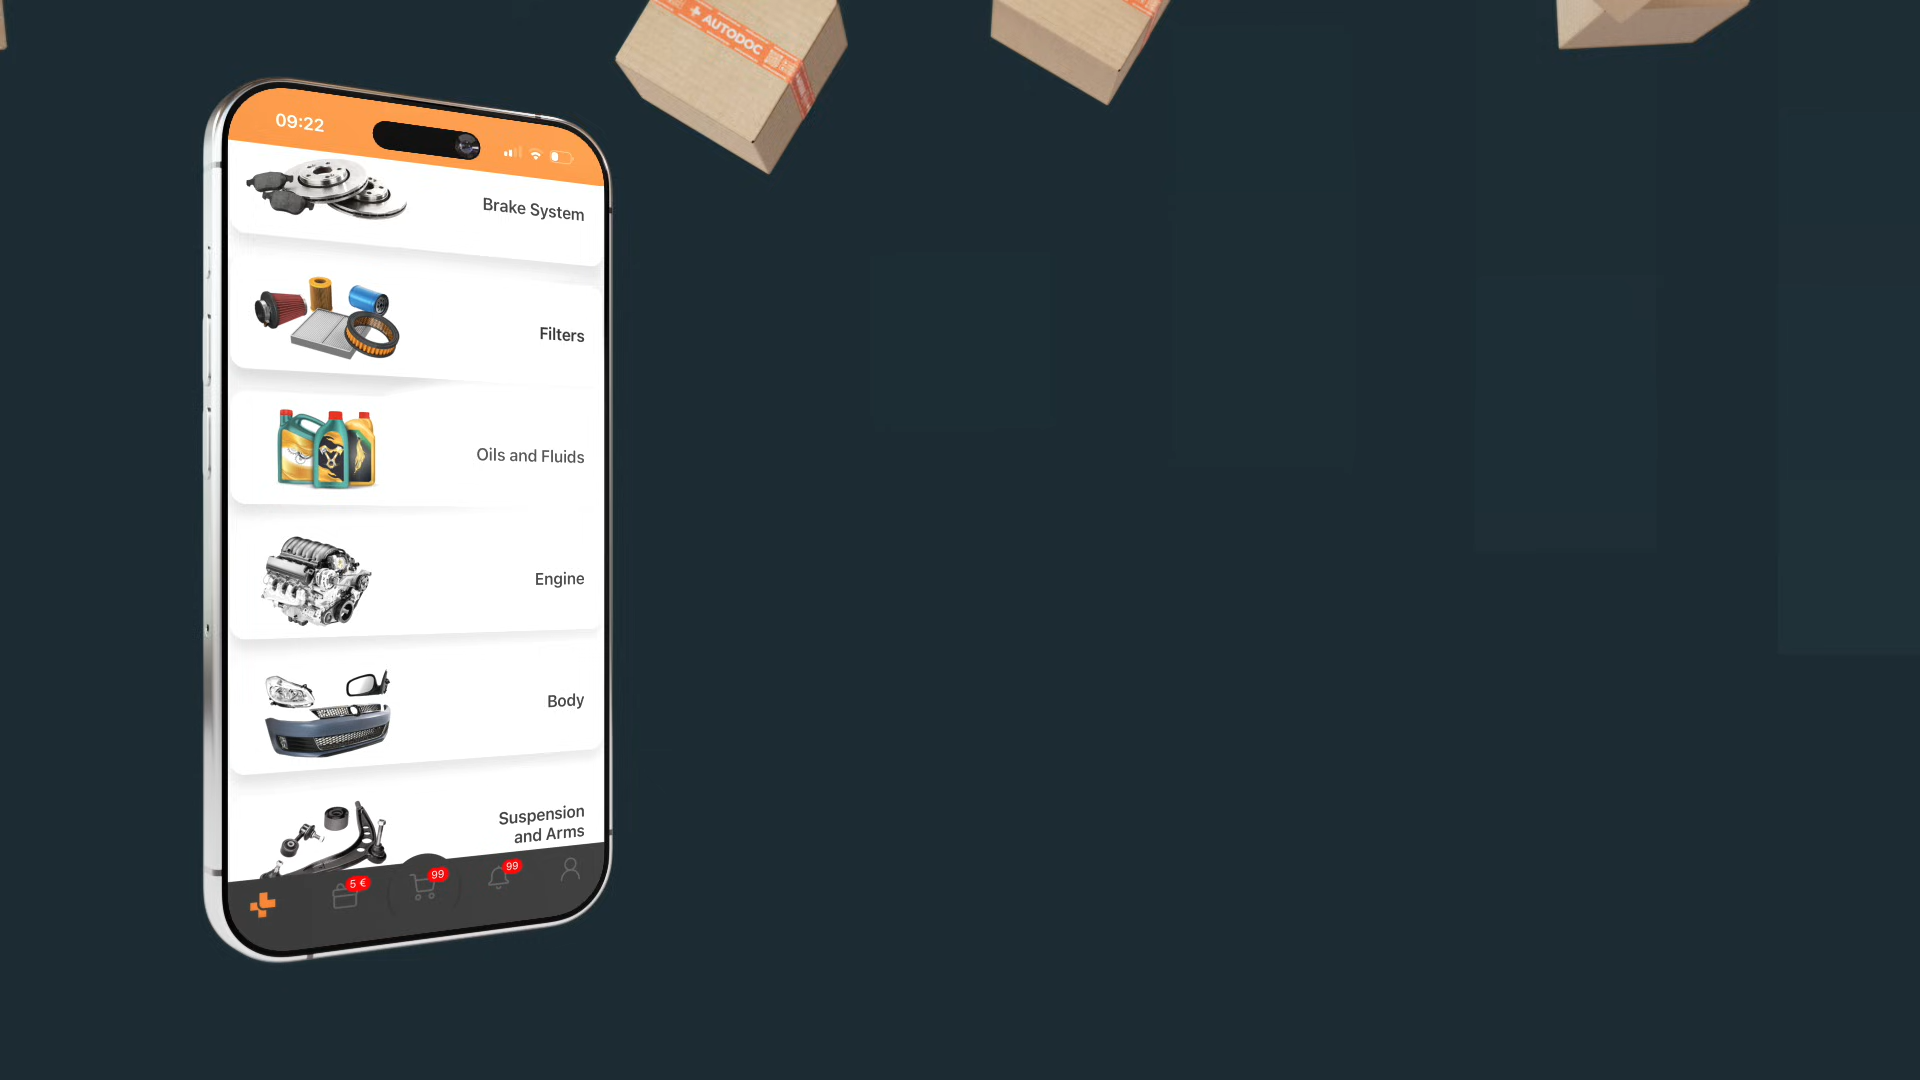 AUTODOC
09:22
Brake System
Filters
Oils and Fluids
Engine
Body
Suspension
and Arms
5 €
99
99